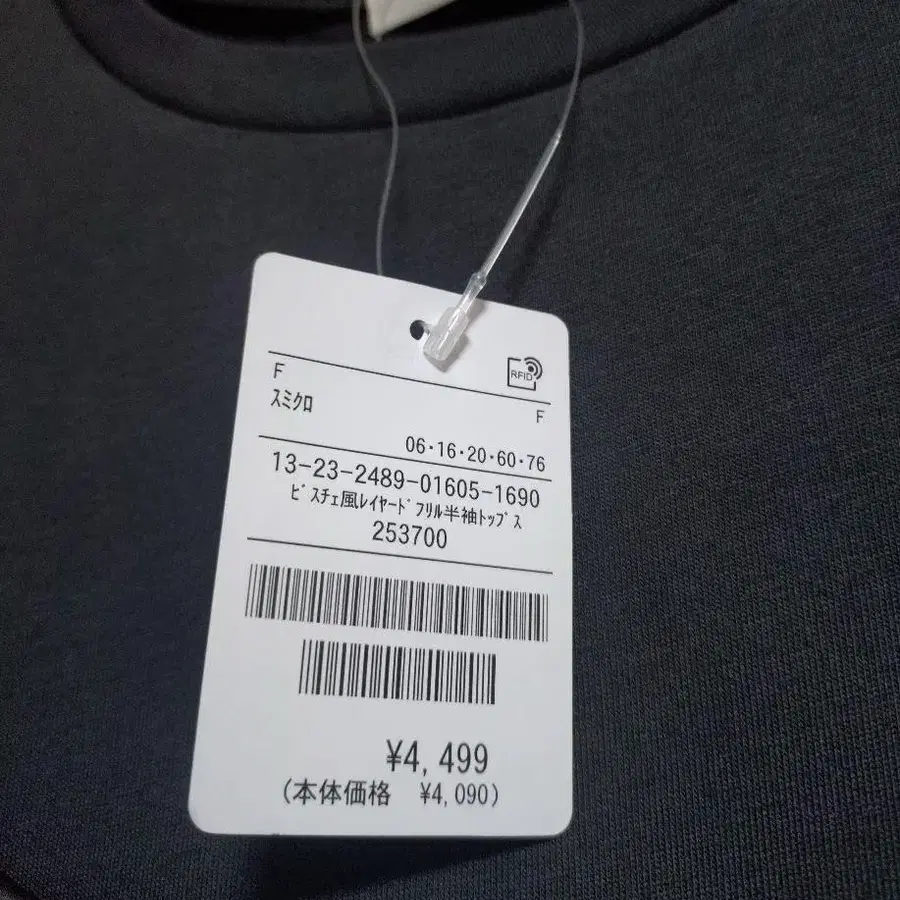 F
RFID
スミクロ
F
06・16・20・60・76
13-23-2489-01605-1690
ビスチェ風レイヤードフリル半袖トップス
253700
¥4,499
(本体価格 ¥4,090)